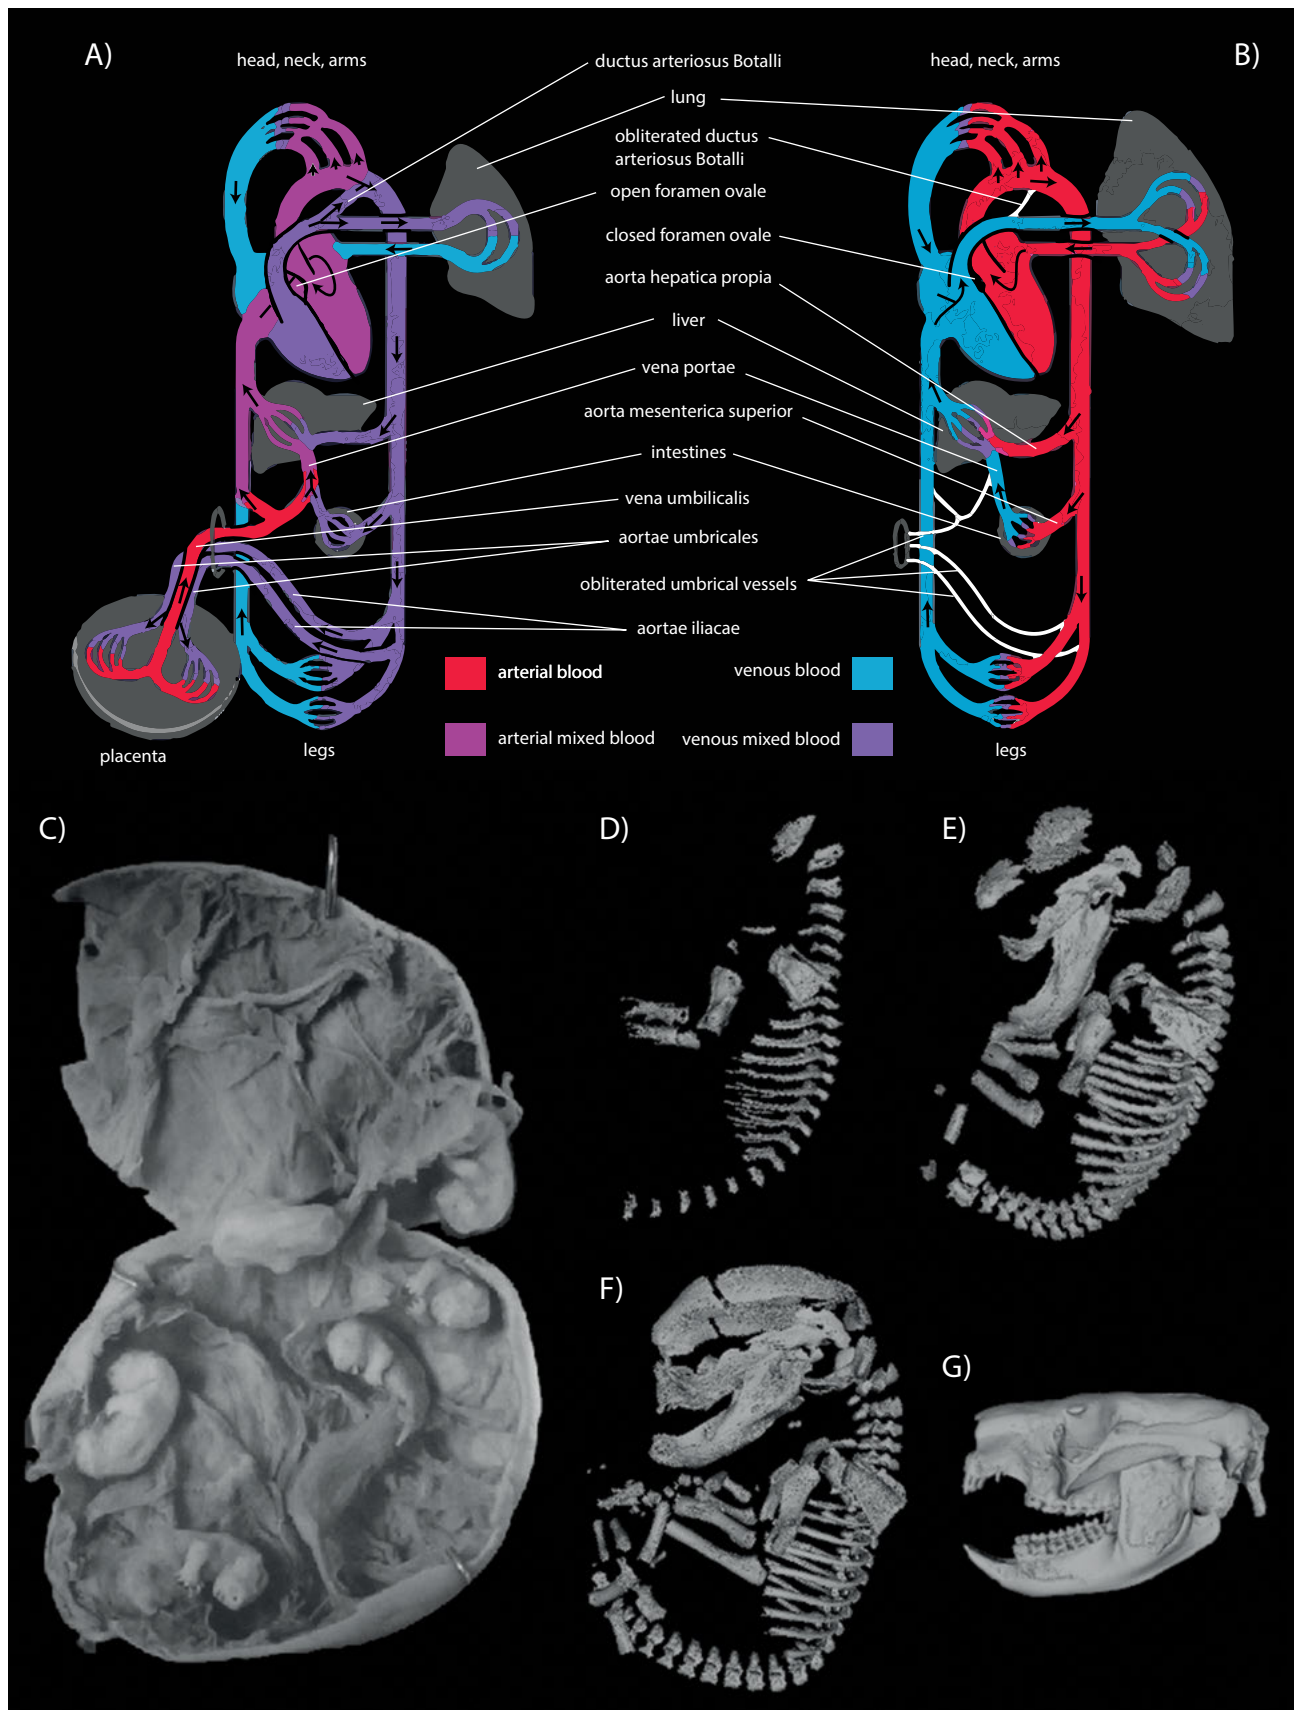 A)
head, neck, arms
ductus arteriosus Botalli
head, neck, arms
B)
lung
obliterated ductus
arteriosus Botalli
open foramen ovale
closed foramen ovale
aorta hepatica propia
liver
vena portae
aorta mesenterica superior
intestines
vena umbilicalis
aortae umbricales
obliterated umbrical vessels
aortae iliacae
arterial blood
venous blood
arterial mixed blood
venous mixed blood
placenta
legs
legs
C)
D)
E)
F)
G)